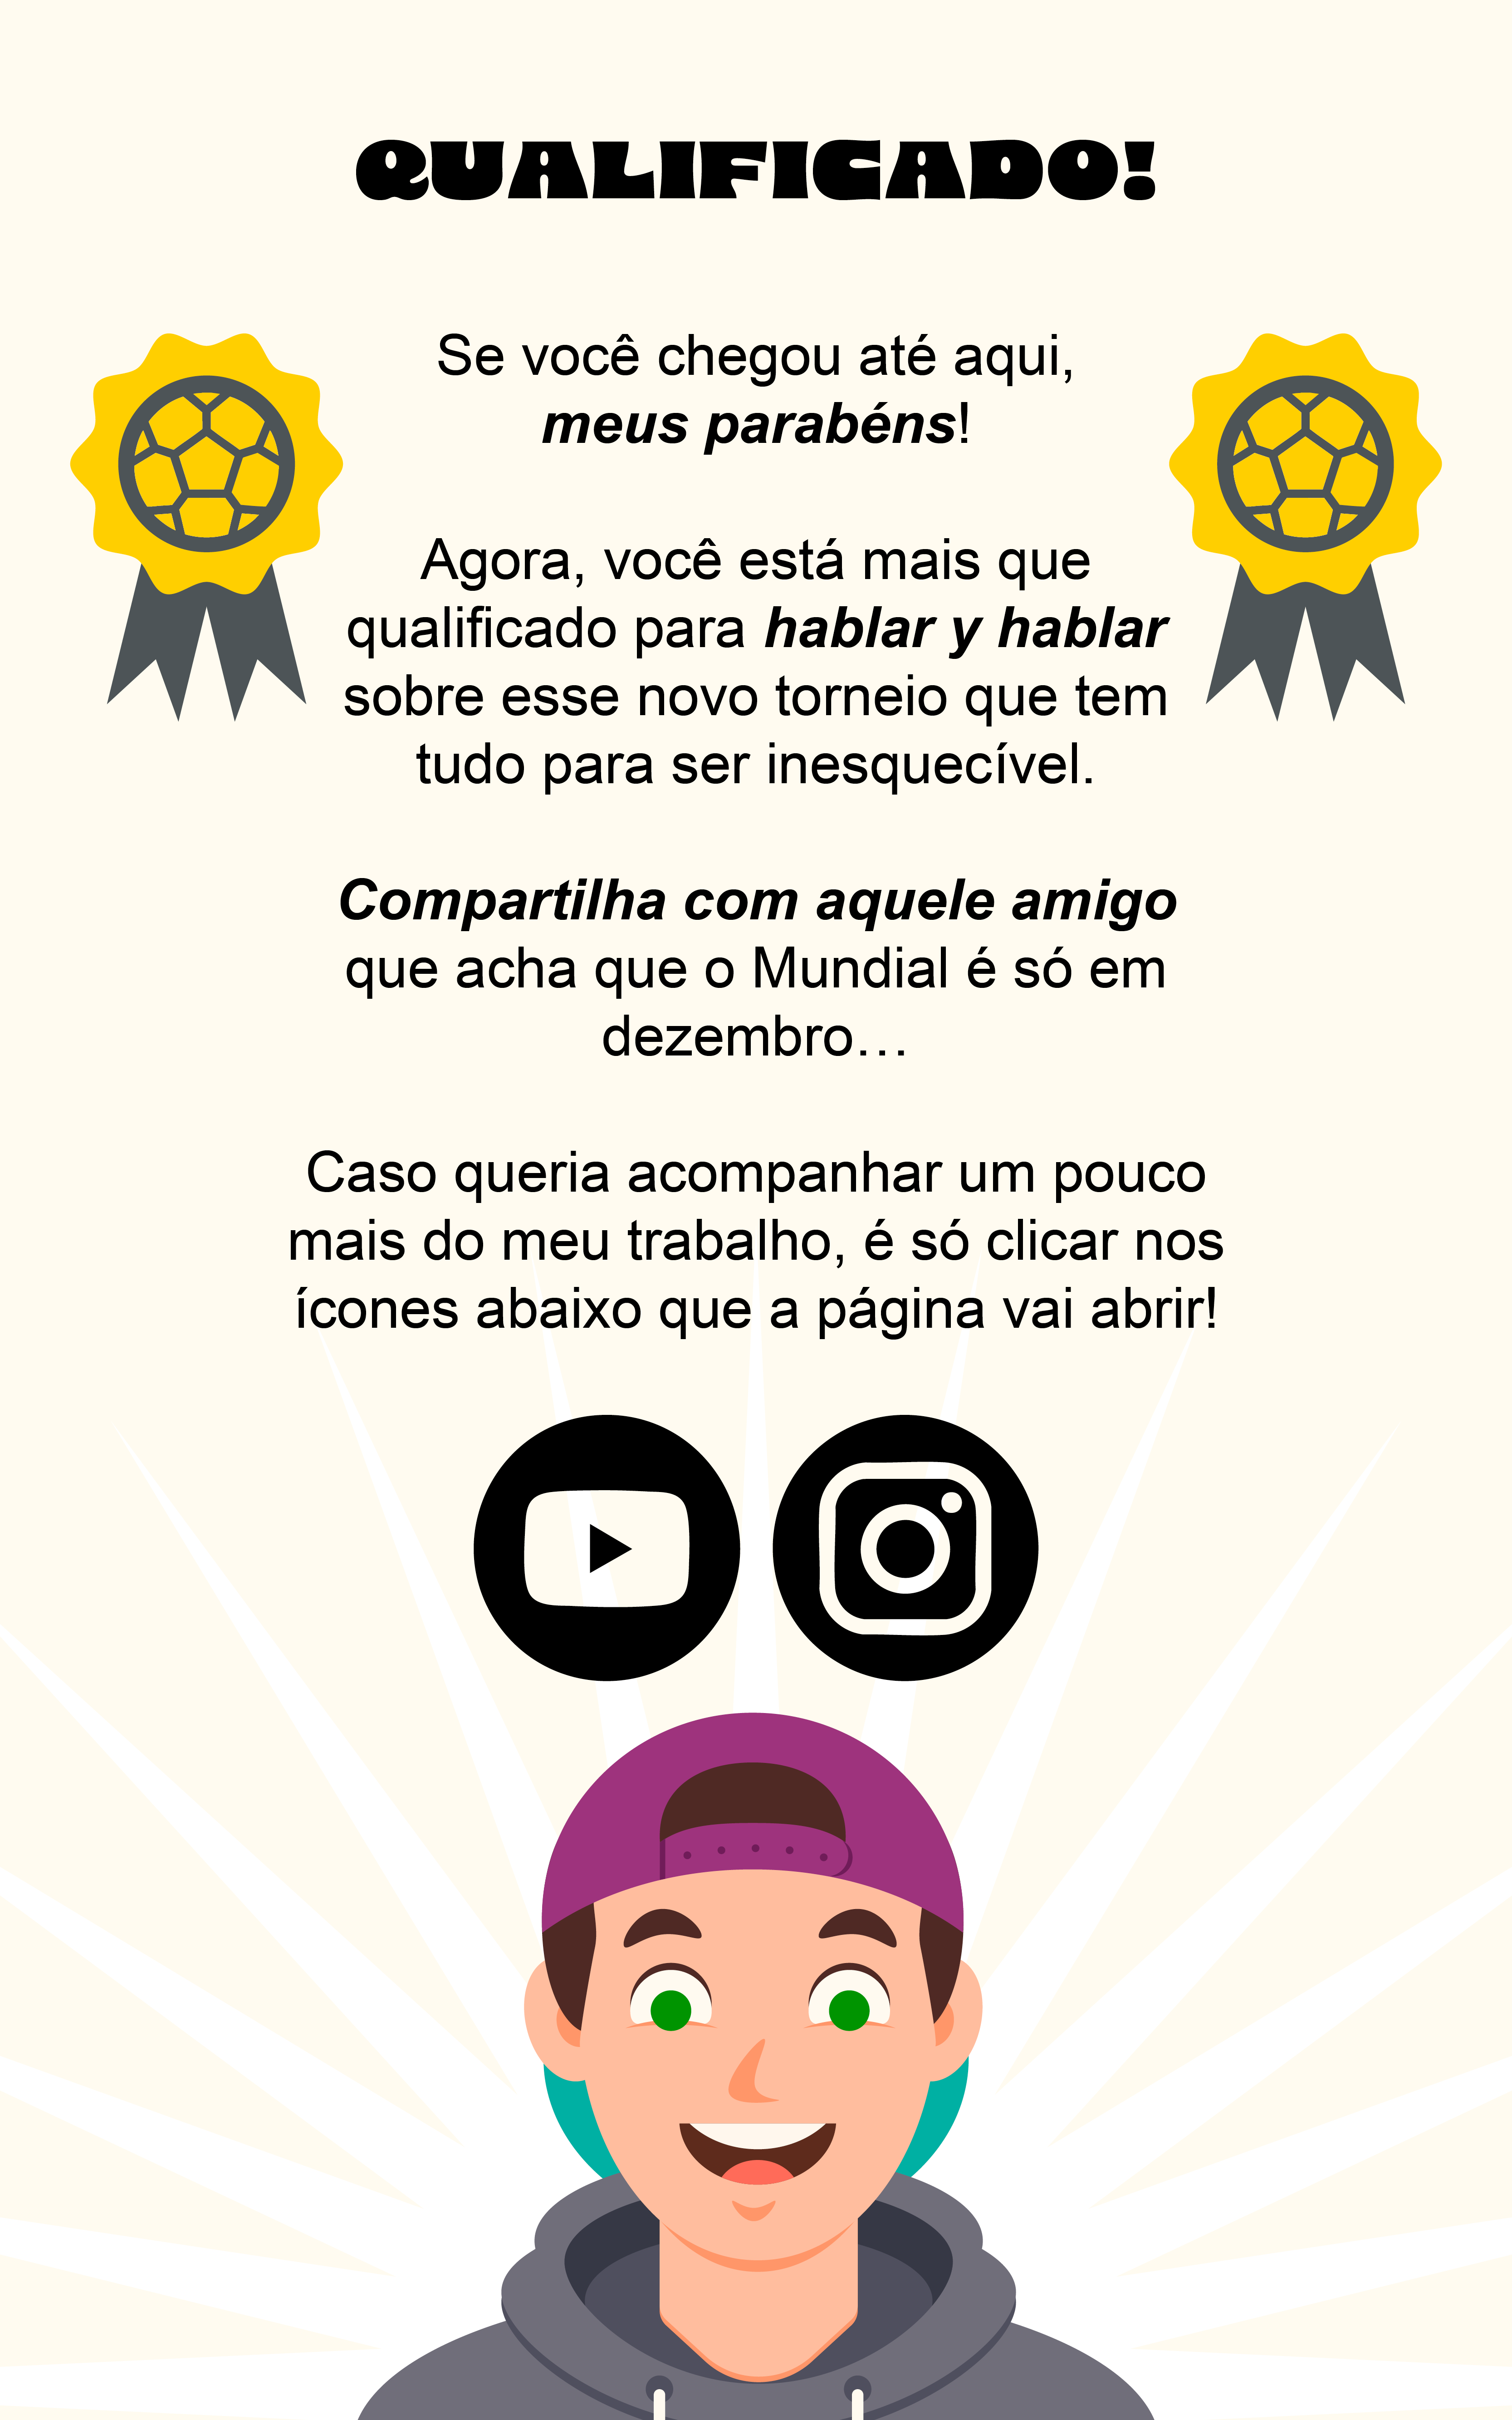 QUALIFICADO!
Se você chegou até aqui,
meus parabéns!
Agora, você está mais que
qualificado para hablar y hablar
sobre esse novo torneio que tem
tudo para ser inesquecível.
Compartilha com aquele amigo
que acha que o Mundial é só em
dezembro…
Caso queria acompanhar um pouco
mais do meu trabalho, é só clicar nos
ícones abaixo que a página vai abrir!